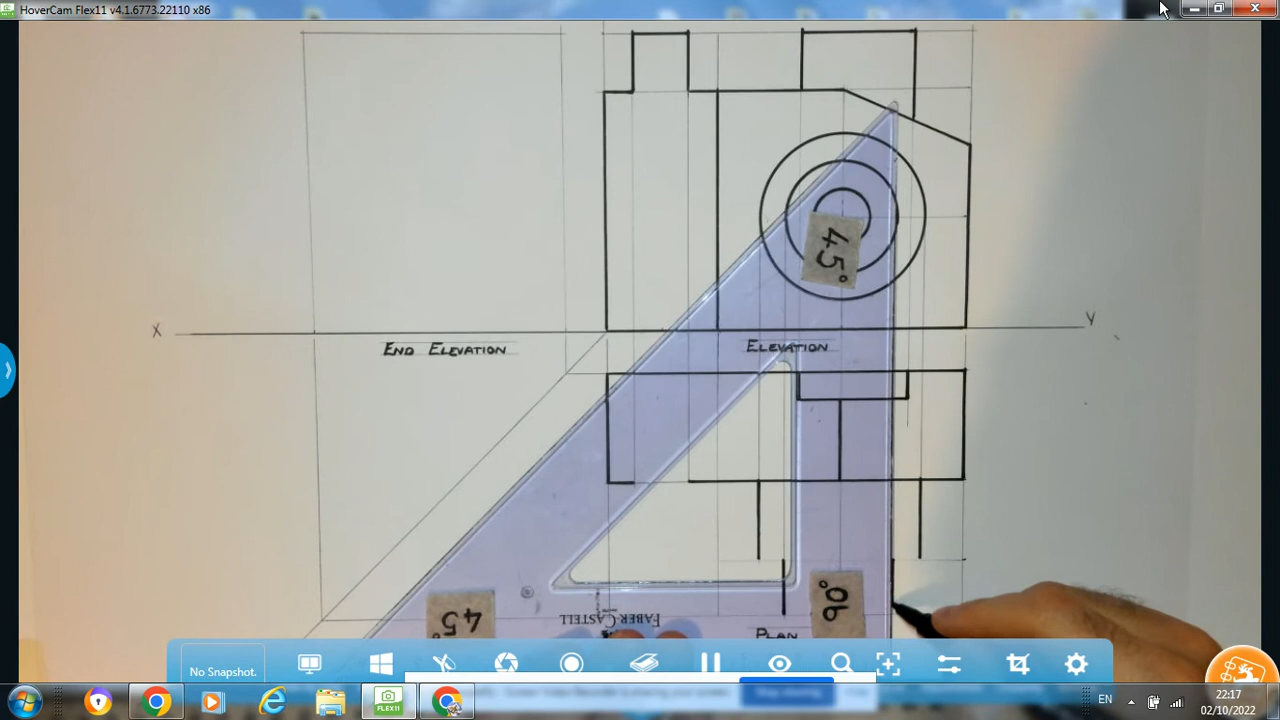 HoverCam Flex11 v4.1.6773.22110 x86
45°
X
Y
END ELEVATION
ELEVATION
45°
90°
FABER CASTELL
PLAN
No Snapshot.
FLEX11
EN
22:17
02/10/2022